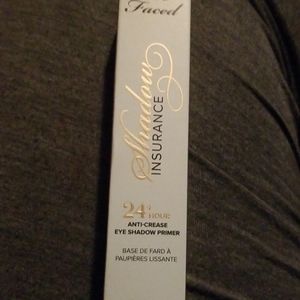 Faced
Shadow
INSURANCE
24 HOUR
ANTI-CREASE
EYE SHADOW PRIMER
BASE DE FARD À
PAUPIÈRES LISSANTE